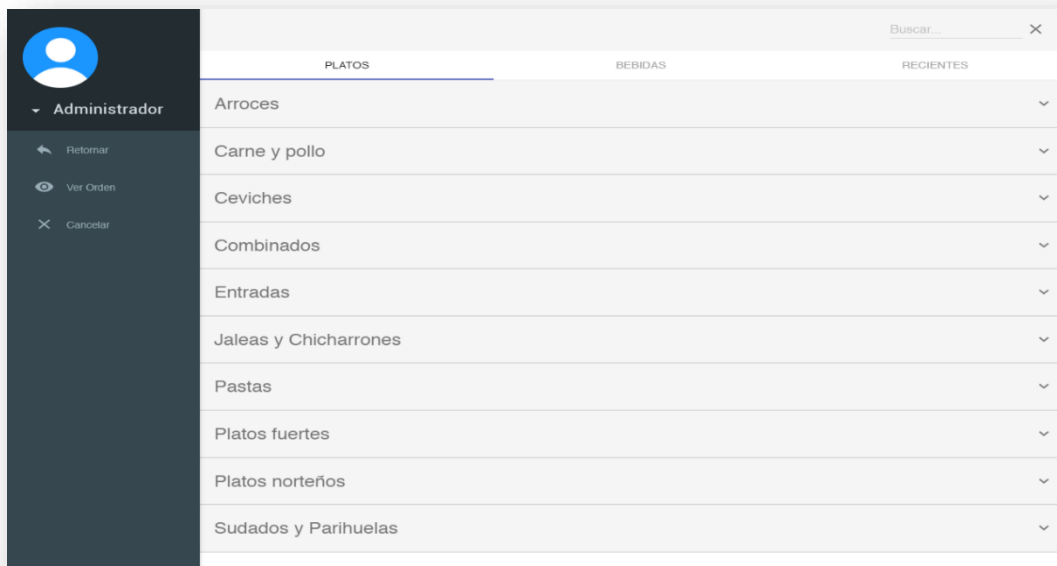 Buscar...
PLATOS
BEBIDAS
RECIENTES
Administrador
Retornar
Ver Orden
Cancelar
Arroces
Carne y pollo
Ceviches
Combinados
Entradas
Jaleas y Chicharrones
Pastas
Platos fuertes
Platos norteños
Sudados y Parihuelas